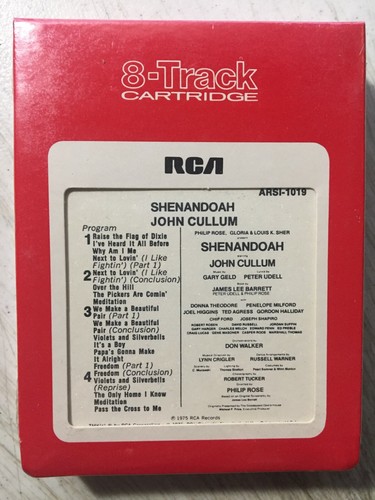 8-Track
CARTRIDGE
RCA
ARSI-1019
SHENANDOAH
JOHN CULLUM
Program
1 Raise the Flag of Dixie
I've Heard It All Before
Why Am I Me
Next to Lovin' (I Like
Fightin') (Part 1)
2 Next to Lovin' (I Like
Fightin') (Conclusion)
Over the Hill
The Pickers Are Comin'
Meditation
3 We Make a Beautiful
Pair (Part 1)
We Make a Beautiful
Pair (Conclusion)
Violets and Silverbells
It's a Boy
Papa's Gonna Make
It Alright
Freedom (Part 1)
4 Freedom (Conclusion)
Violets and Silverbells
(Reprise)
The Only Home I Know
Meditation
Pass the Cross to Me
PHILIP ROSE, GLORIA & LOUIS K. SHER
SHENANDOAH
JOHN CULLUM
GARY GELD PETER UDELL
JAMES LEE BARRETT
PETER UDELL & PHILIP ROSE
DONNA THEODORE PENELOPE MILFORD
JOEL HIGGINS TED AGRESS GORDON HALLIDAY
CHIP FORD JOSEPH SHAPIRO
ROBERT ROSEN DAVID RUSSELL JORDAN SUFFIN
GARY HARGER CHARLES WELCH EDWARD PENN ED PREBLE
CRAIG LUCAS GENE MASONER CASPER ROOS MARSHALL THOMAS
DON WALKER
LYNN CRIGLER RUSSELL WARNER
ROBERT TUCKER
PHILIP ROSE
℗ 1975 RCA Records